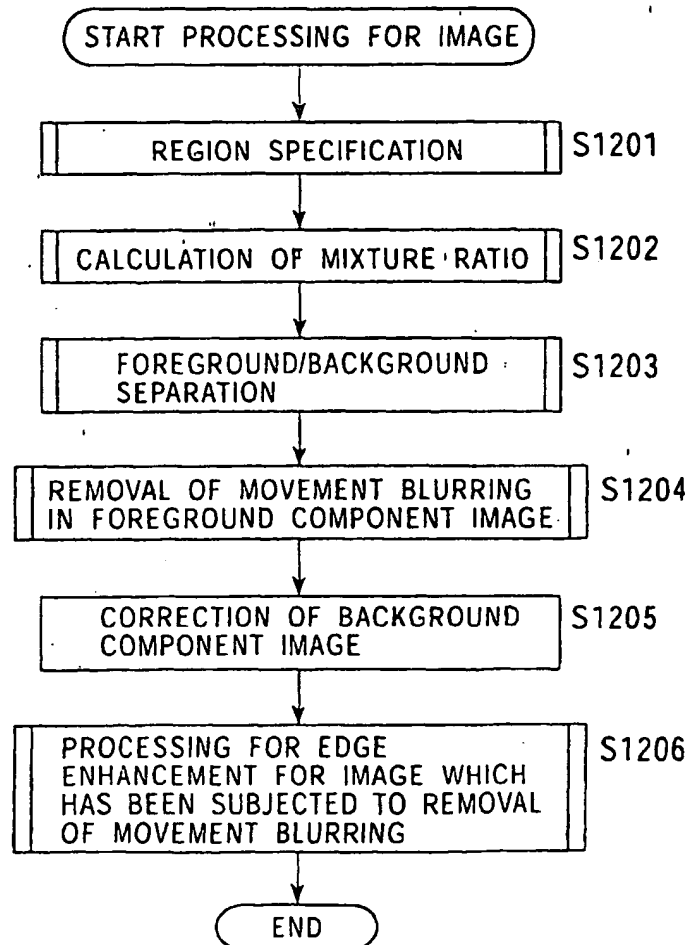 START PROCESSING FOR IMAGE
REGION SPECIFICATION
S1201
CALCULATION OF MIXTURE RATIO
S1202
FOREGROUND/BACKGROUND
SEPARATION
S1203
REMOVAL OF MOVEMENT BLURRING
IN FOREGROUND COMPONENT IMAGE
S1204
CORRECTION OF BACKGROUND
COMPONENT IMAGE
S1205
PROCESSING FOR EDGE
ENHANCEMENT FOR IMAGE WHICH
HAS BEEN SUBJECTED TO REMOVAL
OF MOVEMENT BLURRING
S1206
END